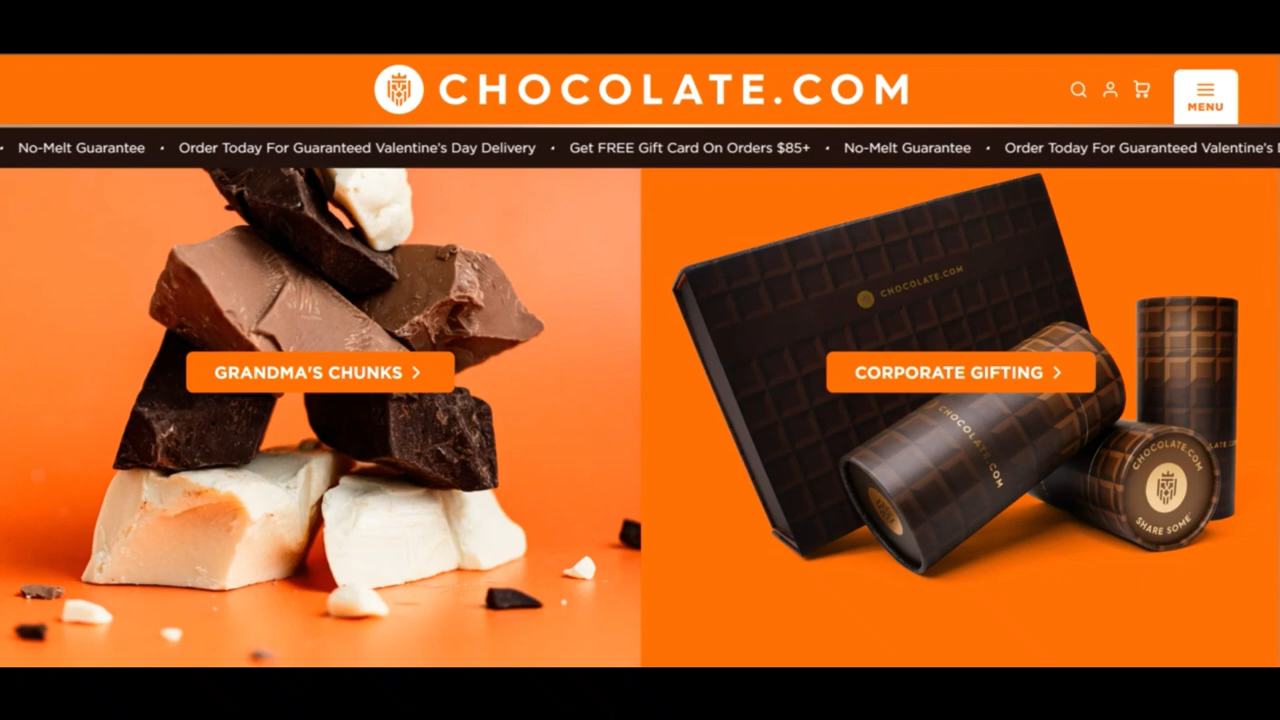 CHOCOLATE.COM
MENU
No-Melt Guarantee • Order Today For Guaranteed Valentine's Day Delivery • Get FREE Gift Card On Orders $85+ • No-Melt Guarantee • Order Today For Guaranteed Valentine's
GRANDMA'S CHUNKS
CHOCOLATE.COM
CORPORATE GIFTING
CHOCOLATE.COM
CHOCOLATE.COM
SHARE SOME